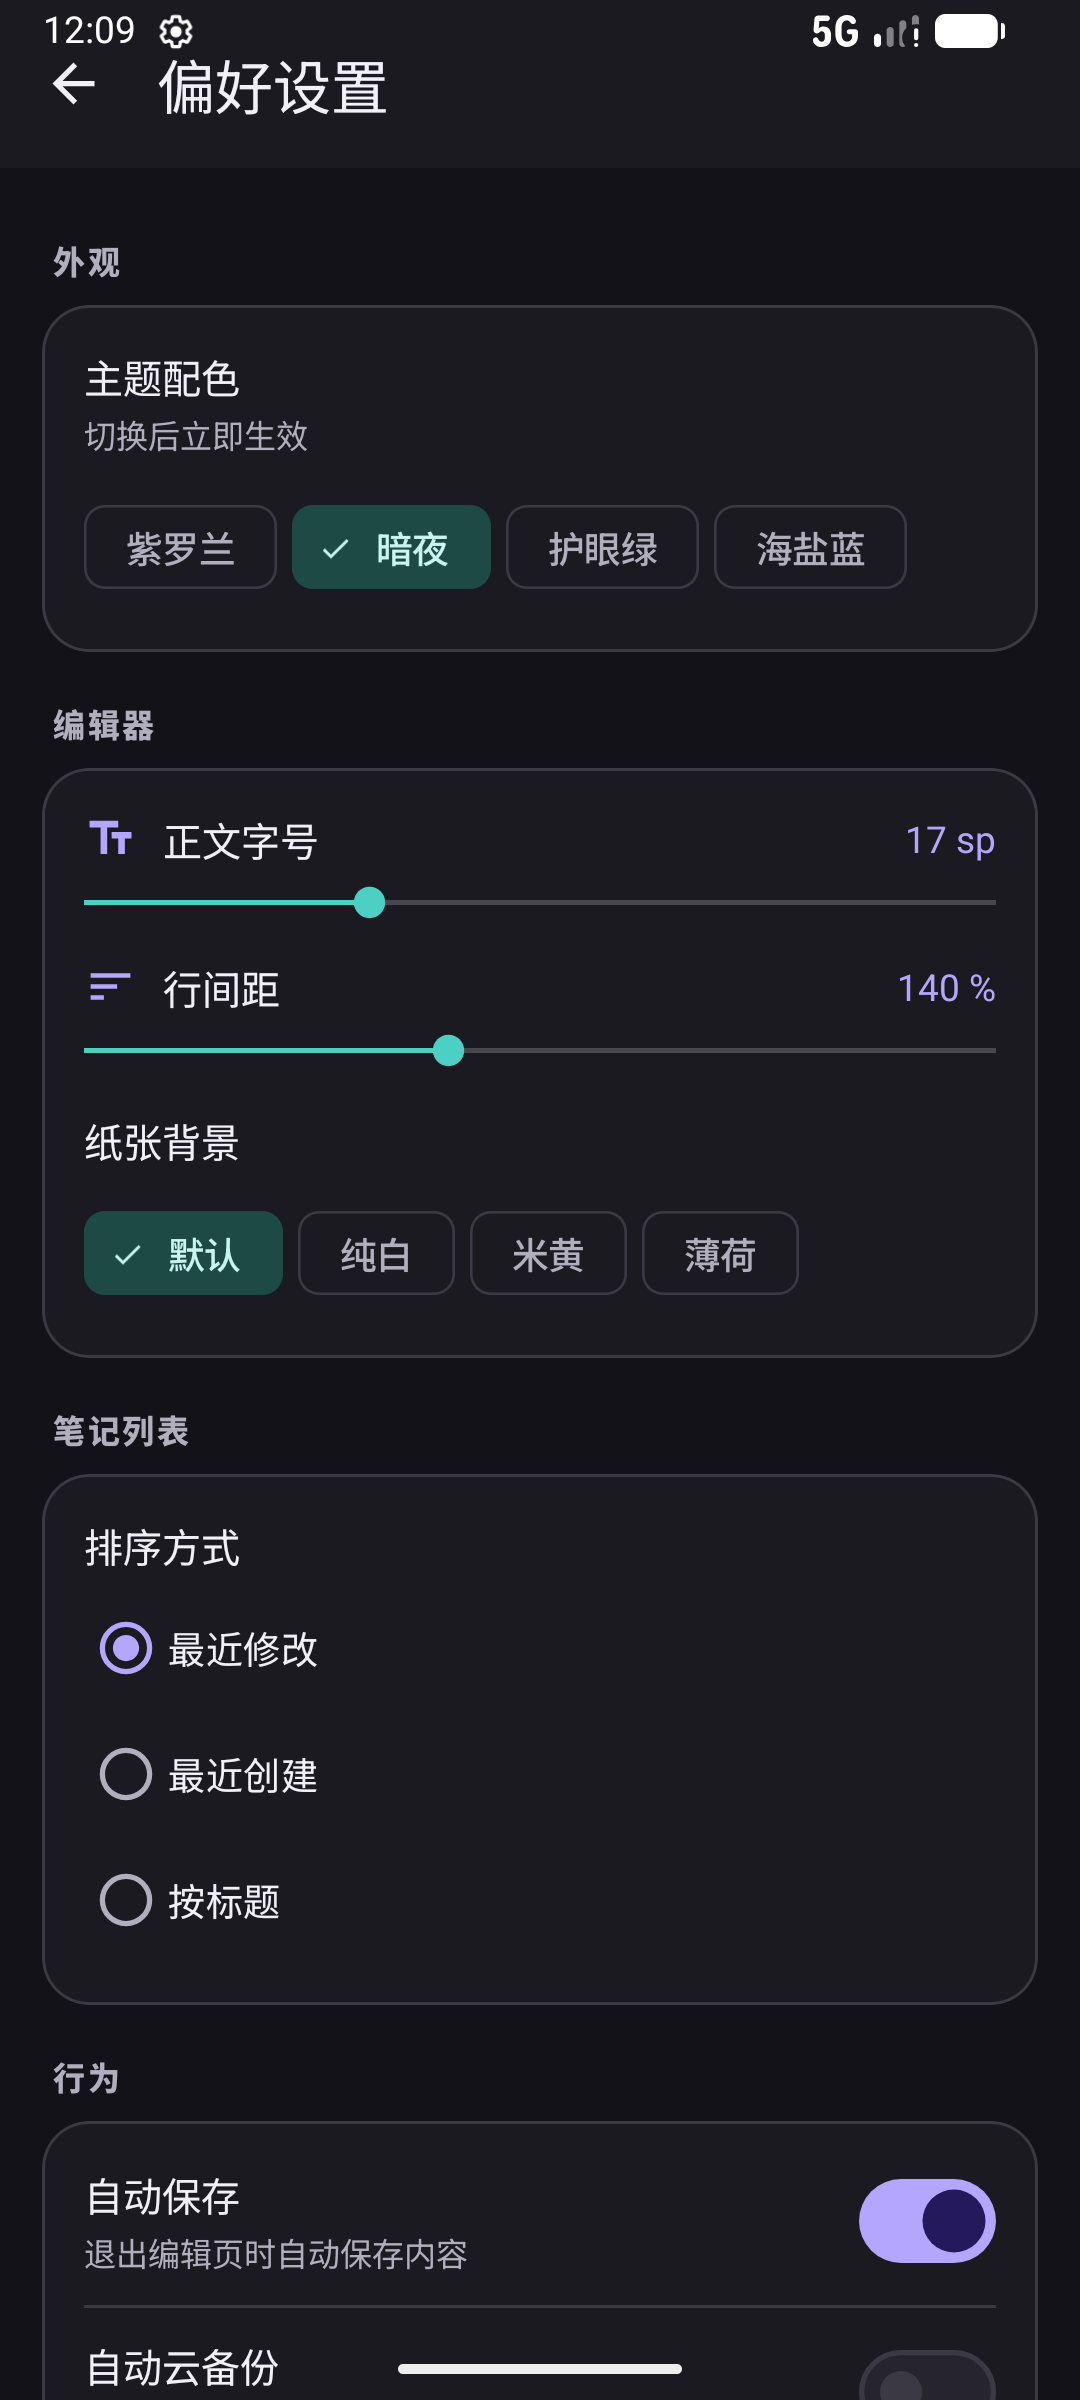 12:09
5G
偏好设置
外观
主题配色
切换后立即生效
紫罗兰 暗夜 护眼绿 海盐蓝
编辑器
正文字号 17 sp
行间距 140 %
纸张背景
默认 纯白 米黄 薄荷
笔记列表
排序方式
最近修改
最近创建
按标题
行为
自动保存
退出编辑页时自动保存内容
自动云备份